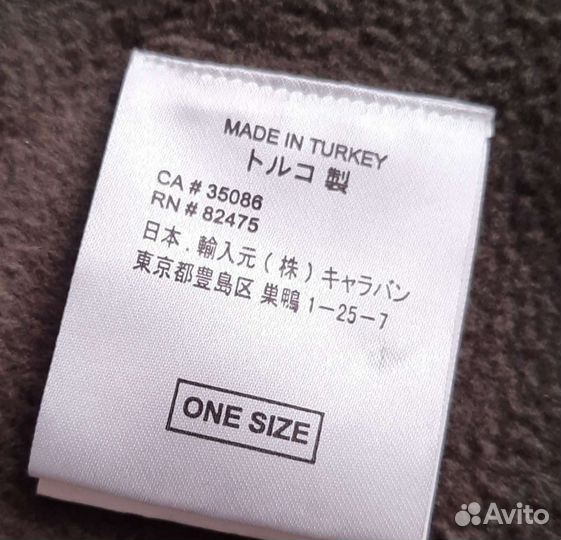 MADE IN TURKEY
トルコ 製
CA # 35086
RN # 82475
日本.輸入元(株)キャラバン
東京都豊島区 巣鴨 1-25-7
ONE SIZE
Avito